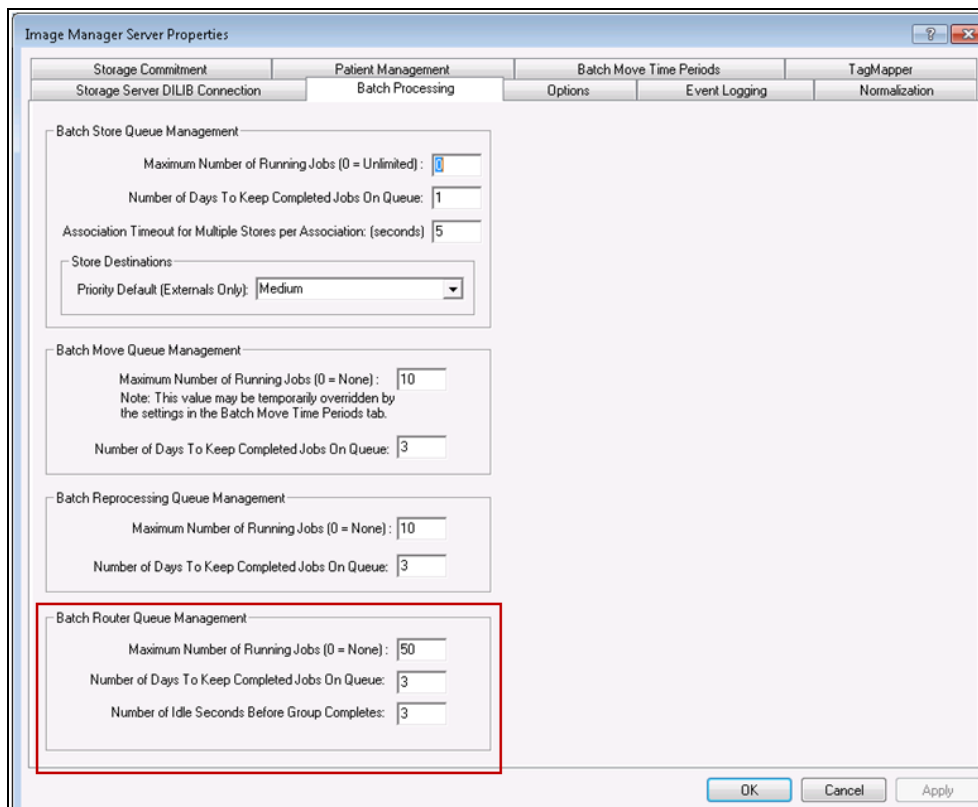 Image Manager Server Properties
Storage Commitment Patient Management Batch Move Time Periods TagMapper
Storage Server DILIB Connection Batch Processing Options Event Logging Normalization
Batch Store Queue Management
Maximum Number of Running Jobs (0 = Unlimited) : 0
Number of Days To Keep Completed Jobs On Queue: 1
Association Timeout for Multiple Stores per Association: (seconds) 5
Store Destinations
Priority Default (Externals Only): Medium
Batch Move Queue Management
Maximum Number of Running Jobs (0 = None) : 10
Note: This value may be temporarily overridden by
the settings in the Batch Move Time Periods tab.
Number of Days To Keep Completed Jobs On Queue: 3
Batch Reprocessing Queue Management
Maximum Number of Running Jobs (0 = None) : 10
Number of Days To Keep Completed Jobs On Queue: 3
Batch Router Queue Management
Maximum Number of Running Jobs (0 = None) : 50
Number of Days To Keep Completed Jobs On Queue: 3
Number of Idle Seconds Before Group Completes: 3
OK Cancel Apply